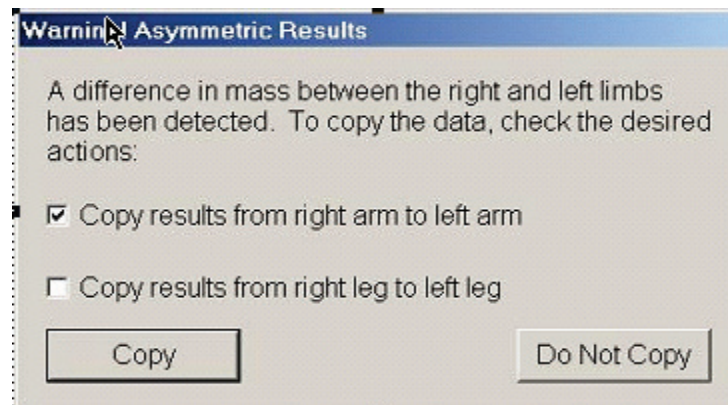 Warning! Asymmetric Results
A difference in mass between the right and left limbs
has been detected. To copy the data, check the desired
actions:
Copy results from right arm to left arm
Copy results from right leg to left leg
Copy
Do Not Copy